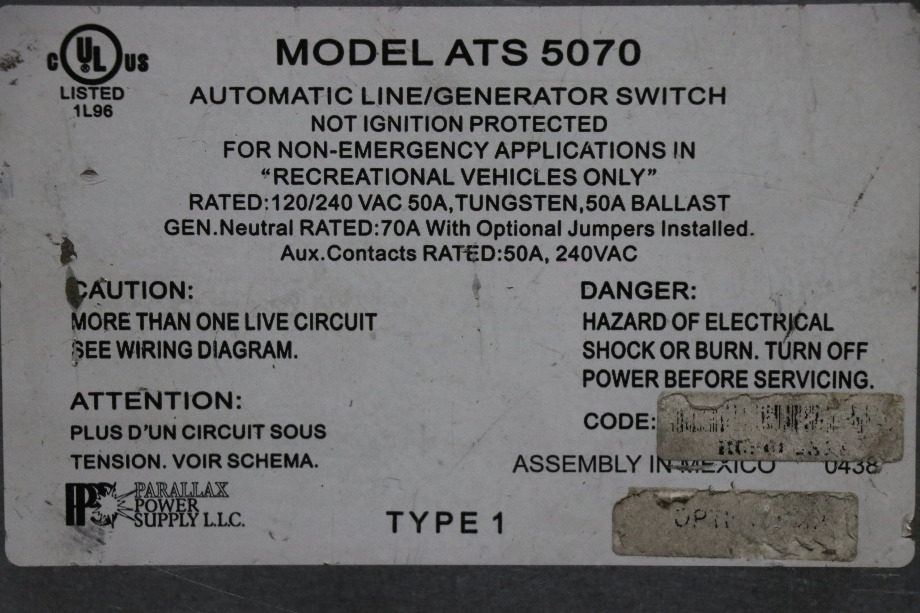 C UL US
LISTED
1L96
MODEL ATS 5070
AUTOMATIC LINE/GENERATOR SWITCH
NOT IGNITION PROTECTED
FOR NON-EMERGENCY APPLICATIONS IN
“RECREATIONAL VEHICLES ONLY”
RATED:120/240 VAC 50A,TUNGSTEN,50A BALLAST
GEN.Neutral RATED:70A With Optional Jumpers Installed.
Aux.Contacts RATED:50A, 240VAC
CAUTION:
MORE THAN ONE LIVE CIRCUIT
SEE WIRING DIAGRAM.
ATTENTION:
PLUS D'UN CIRCUIT SOUS
TENSION. VOIR SCHEMA.
PPS PARALLAX
POWER
SUPPLY L.L.C.
TYPE 1
DANGER:
HAZARD OF ELECTRICAL
SHOCK OR BURN. TURN OFF
POWER BEFORE SERVICING.
CODE:
ASSEMBLY IN MEXICO 0438